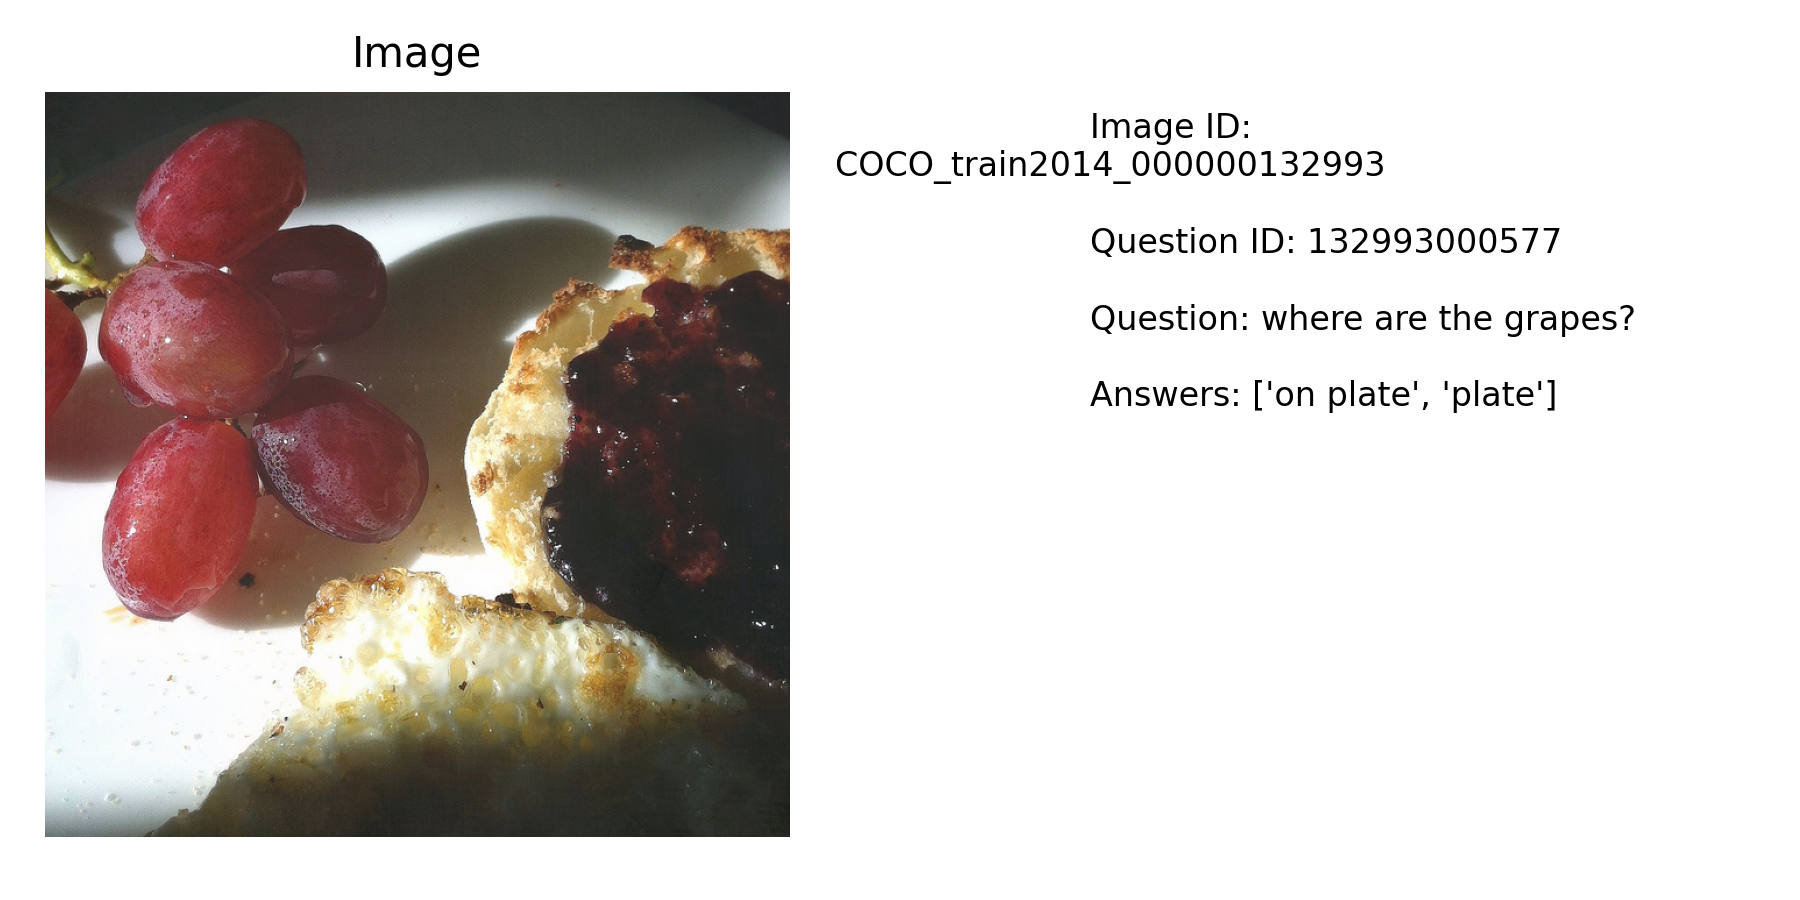 Image
Image ID:
COCO_train2014_000000132993
Question ID: 132993000577
Question: where are the grapes?
Answers: ['on plate', 'plate']